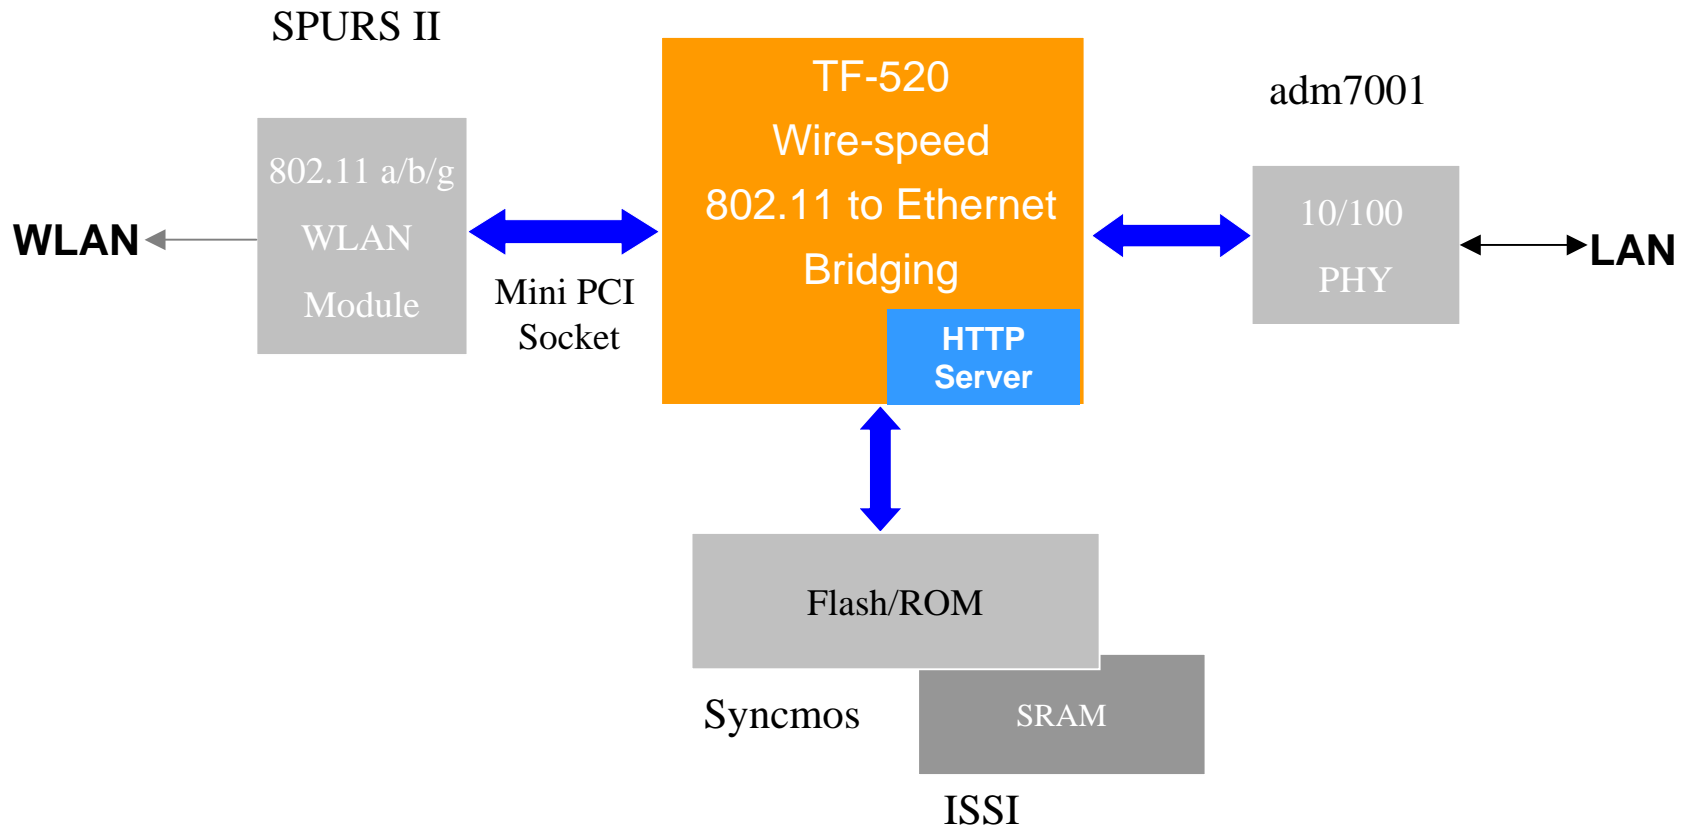 SPURS II
TF-520
Wire-speed
802.11 to Ethernet
Bridging
HTTP
Server
adm7001
802.11 a/b/g
WLAN
Module
WLAN
Mini PCI
Socket
10/100
PHY
LAN
Flash/ROM
Syncmos
SRAM
ISSI